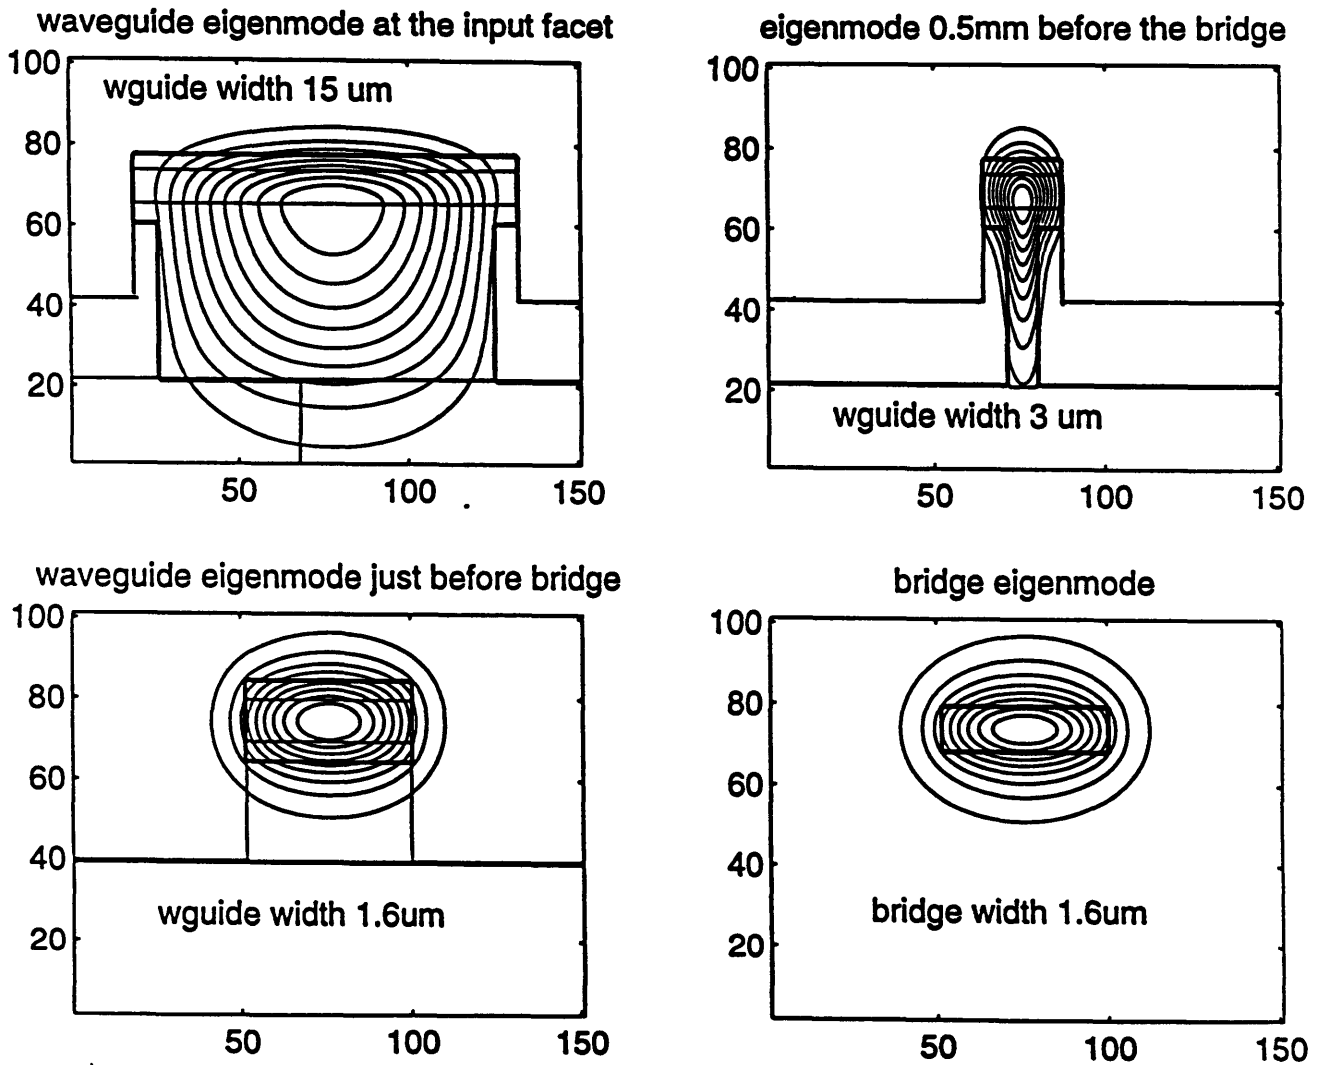 waveguide eigenmode at the input facet
100
wguide width 15 um
80
60
40
20
50 100 150
eigenmode 0.5mm before the bridge
100
80
60
40
20
wguide width 3 um
50 100 150
waveguide eigenmode just before bridge
100
80
60
40
wguide width 1.6um
20
50 100 150
bridge eigenmode
100
80
60
40
bridge width 1.6um
20
50 100 150